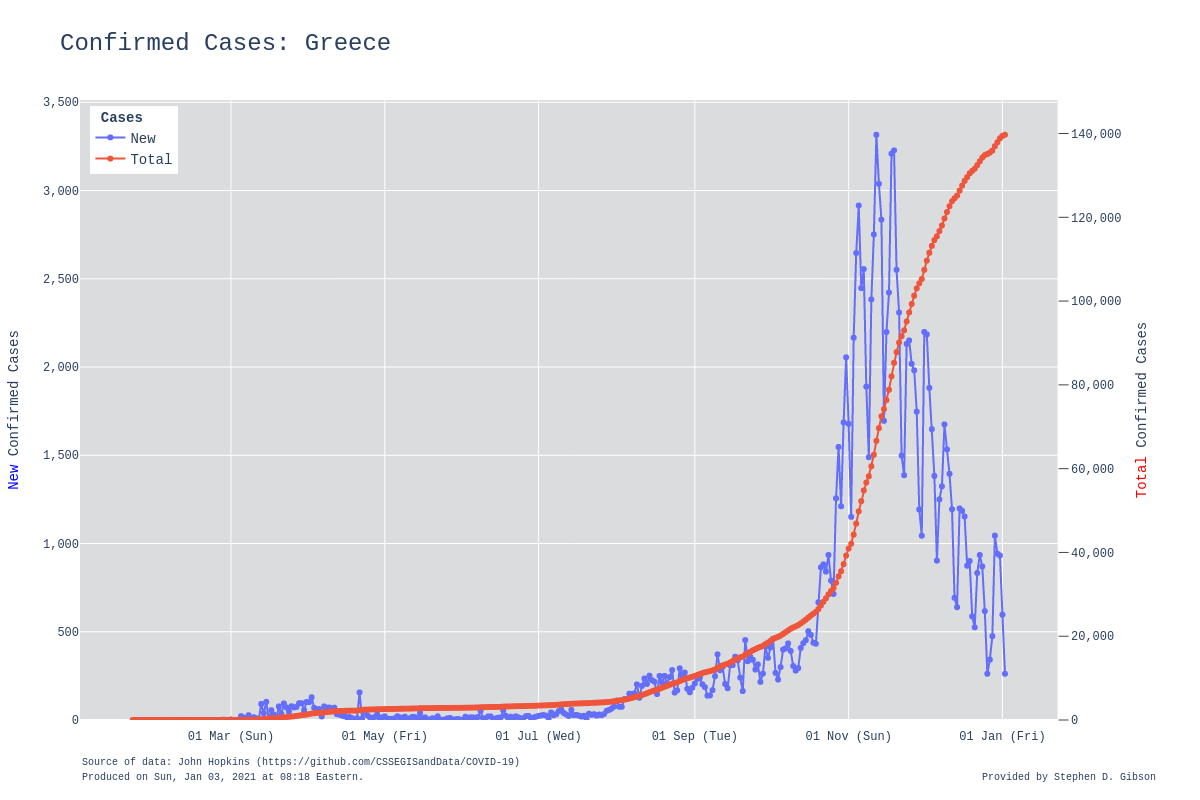 Confirmed Cases: Greece
Cases
New
Total
3,500
3,000
2,500
2,000
1,500
1,000
500
0
New Confirmed Cases
140,000
120,000
100,000
80,000
60,000
40,000
20,000
0
Total Confirmed Cases
01 Mar (Sun)
01 May (Fri)
01 Jul (Wed)
01 Sep (Tue)
01 Nov (Sun)
01 Jan (Fri)
Source of data: John Hopkins (https://github.com/CSSEGISandData/COVID-19)
Produced on Sun, Jan 03, 2021 at 08:18 Eastern.
Provided by Stephen D. Gibson